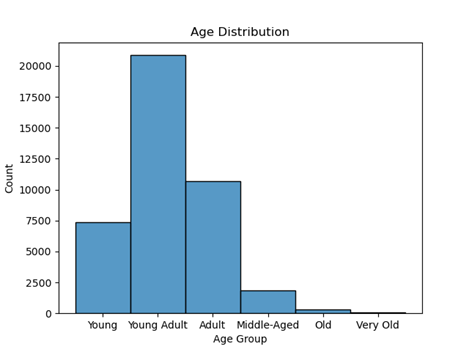 Age Distribution
20000
17500
15000
12500
10000
7500
5000
2500
0
Count
Young Young Adult Adult Middle-Aged Old Very Old
Age Group